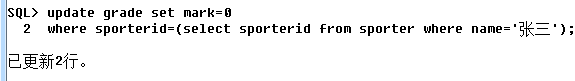 SQL> update grade set mark=0
2 where sporterid=(select sporterid from sporter where name='张三');
已更新2行。